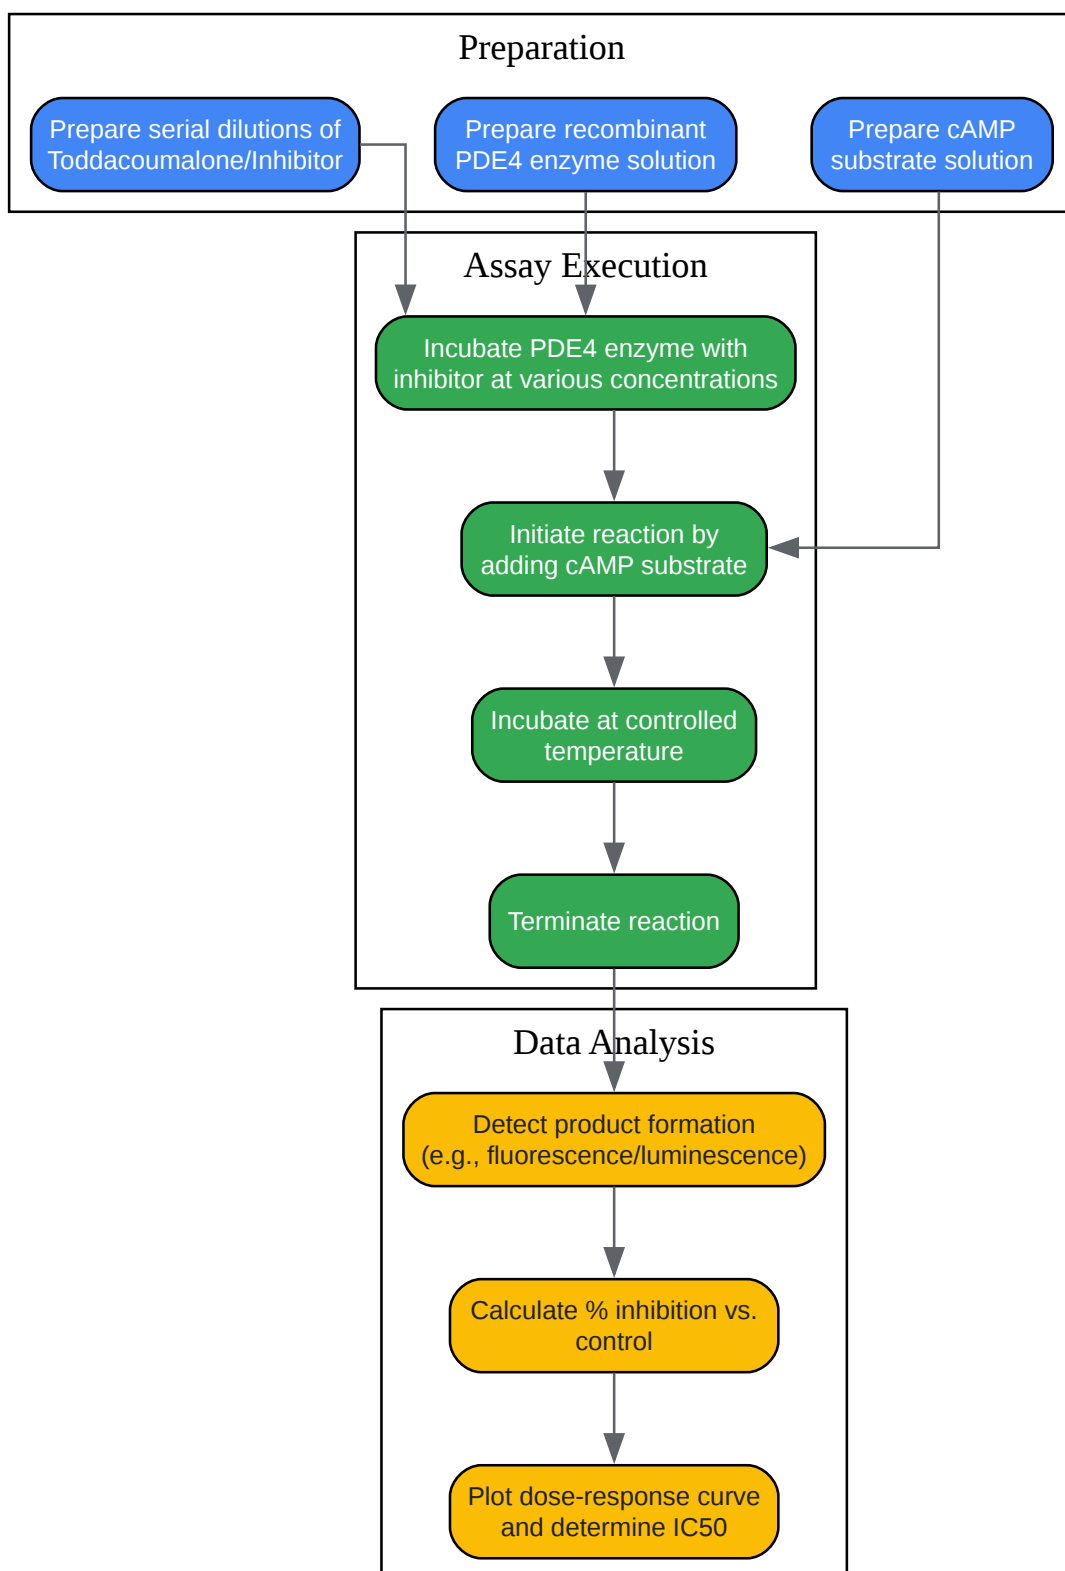 Preparation
Prepare serial dilutions of
Toddacoumalone/Inhibitor
Prepare recombinant
PDE4 enzyme solution
Prepare cAMP
substrate solution
Assay Execution
Incubate PDE4 enzyme with
inhibitor at various concentrations
Initiate reaction by
adding cAMP substrate
Incubate at controlled
temperature
Terminate reaction
Data Analysis
Detect product formation
(e.g., fluorescence/luminescence)
Calculate % inhibition vs.
control
Plot dose-response curve
and determine IC50